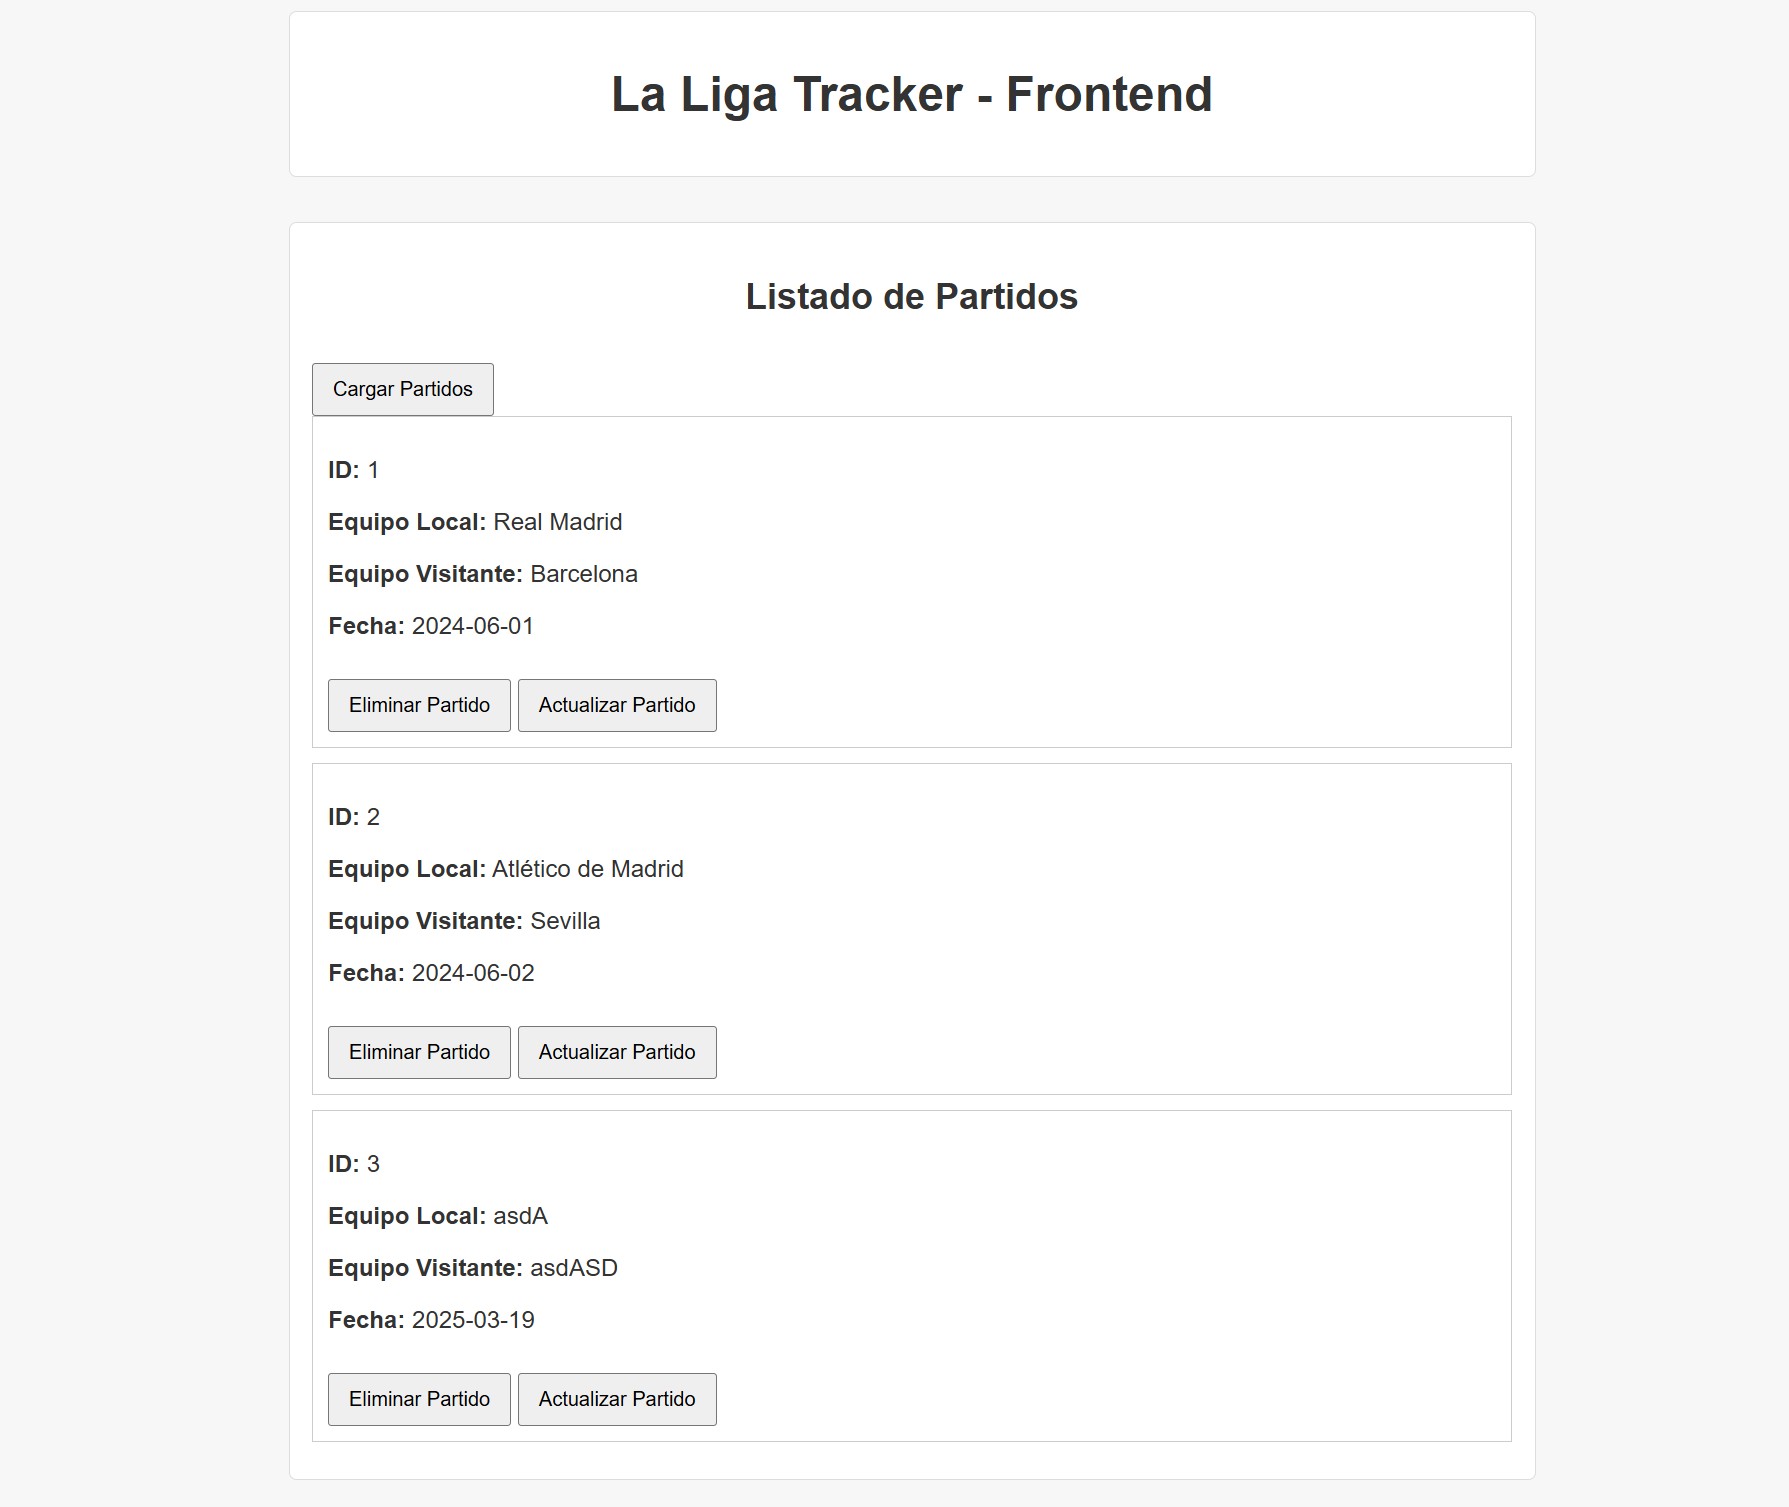 La Liga Tracker - Frontend
Listado de Partidos
Cargar Partidos
ID: 1
Equipo Local: Real Madrid
Equipo Visitante: Barcelona
Fecha: 2024-06-01
Eliminar Partido Actualizar Partido
ID: 2
Equipo Local: Atlético de Madrid
Equipo Visitante: Sevilla
Fecha: 2024-06-02
Eliminar Partido Actualizar Partido
ID: 3
Equipo Local: asdA
Equipo Visitante: asdASD
Fecha: 2025-03-19
Eliminar Partido Actualizar Partido